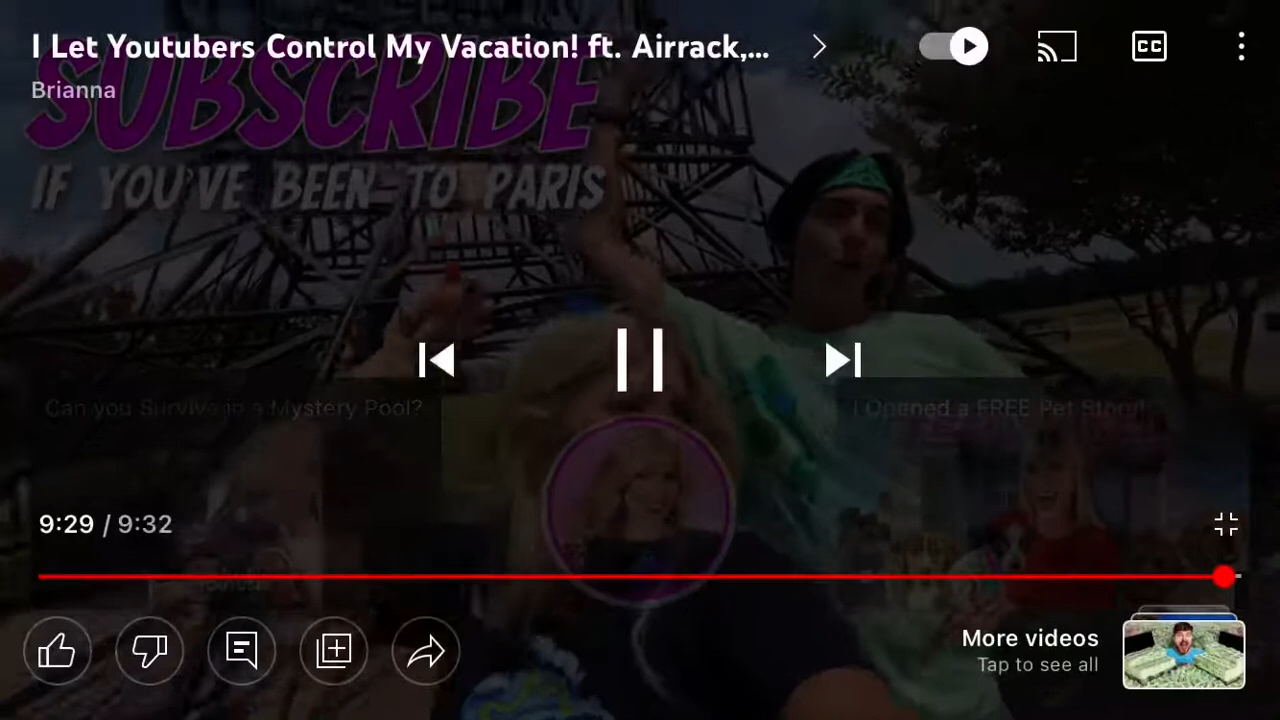 I Let Youtubers Control My Vacation! ft. Airrack,...
Brianna
CC
SUBSCRIBE
IF YOU'VE BEEN TO PARIS
Can you Survive in a Mystery Pool?
I Opened a FREE Pet Store!
9:29 / 9:32
More videos
Tap to see all